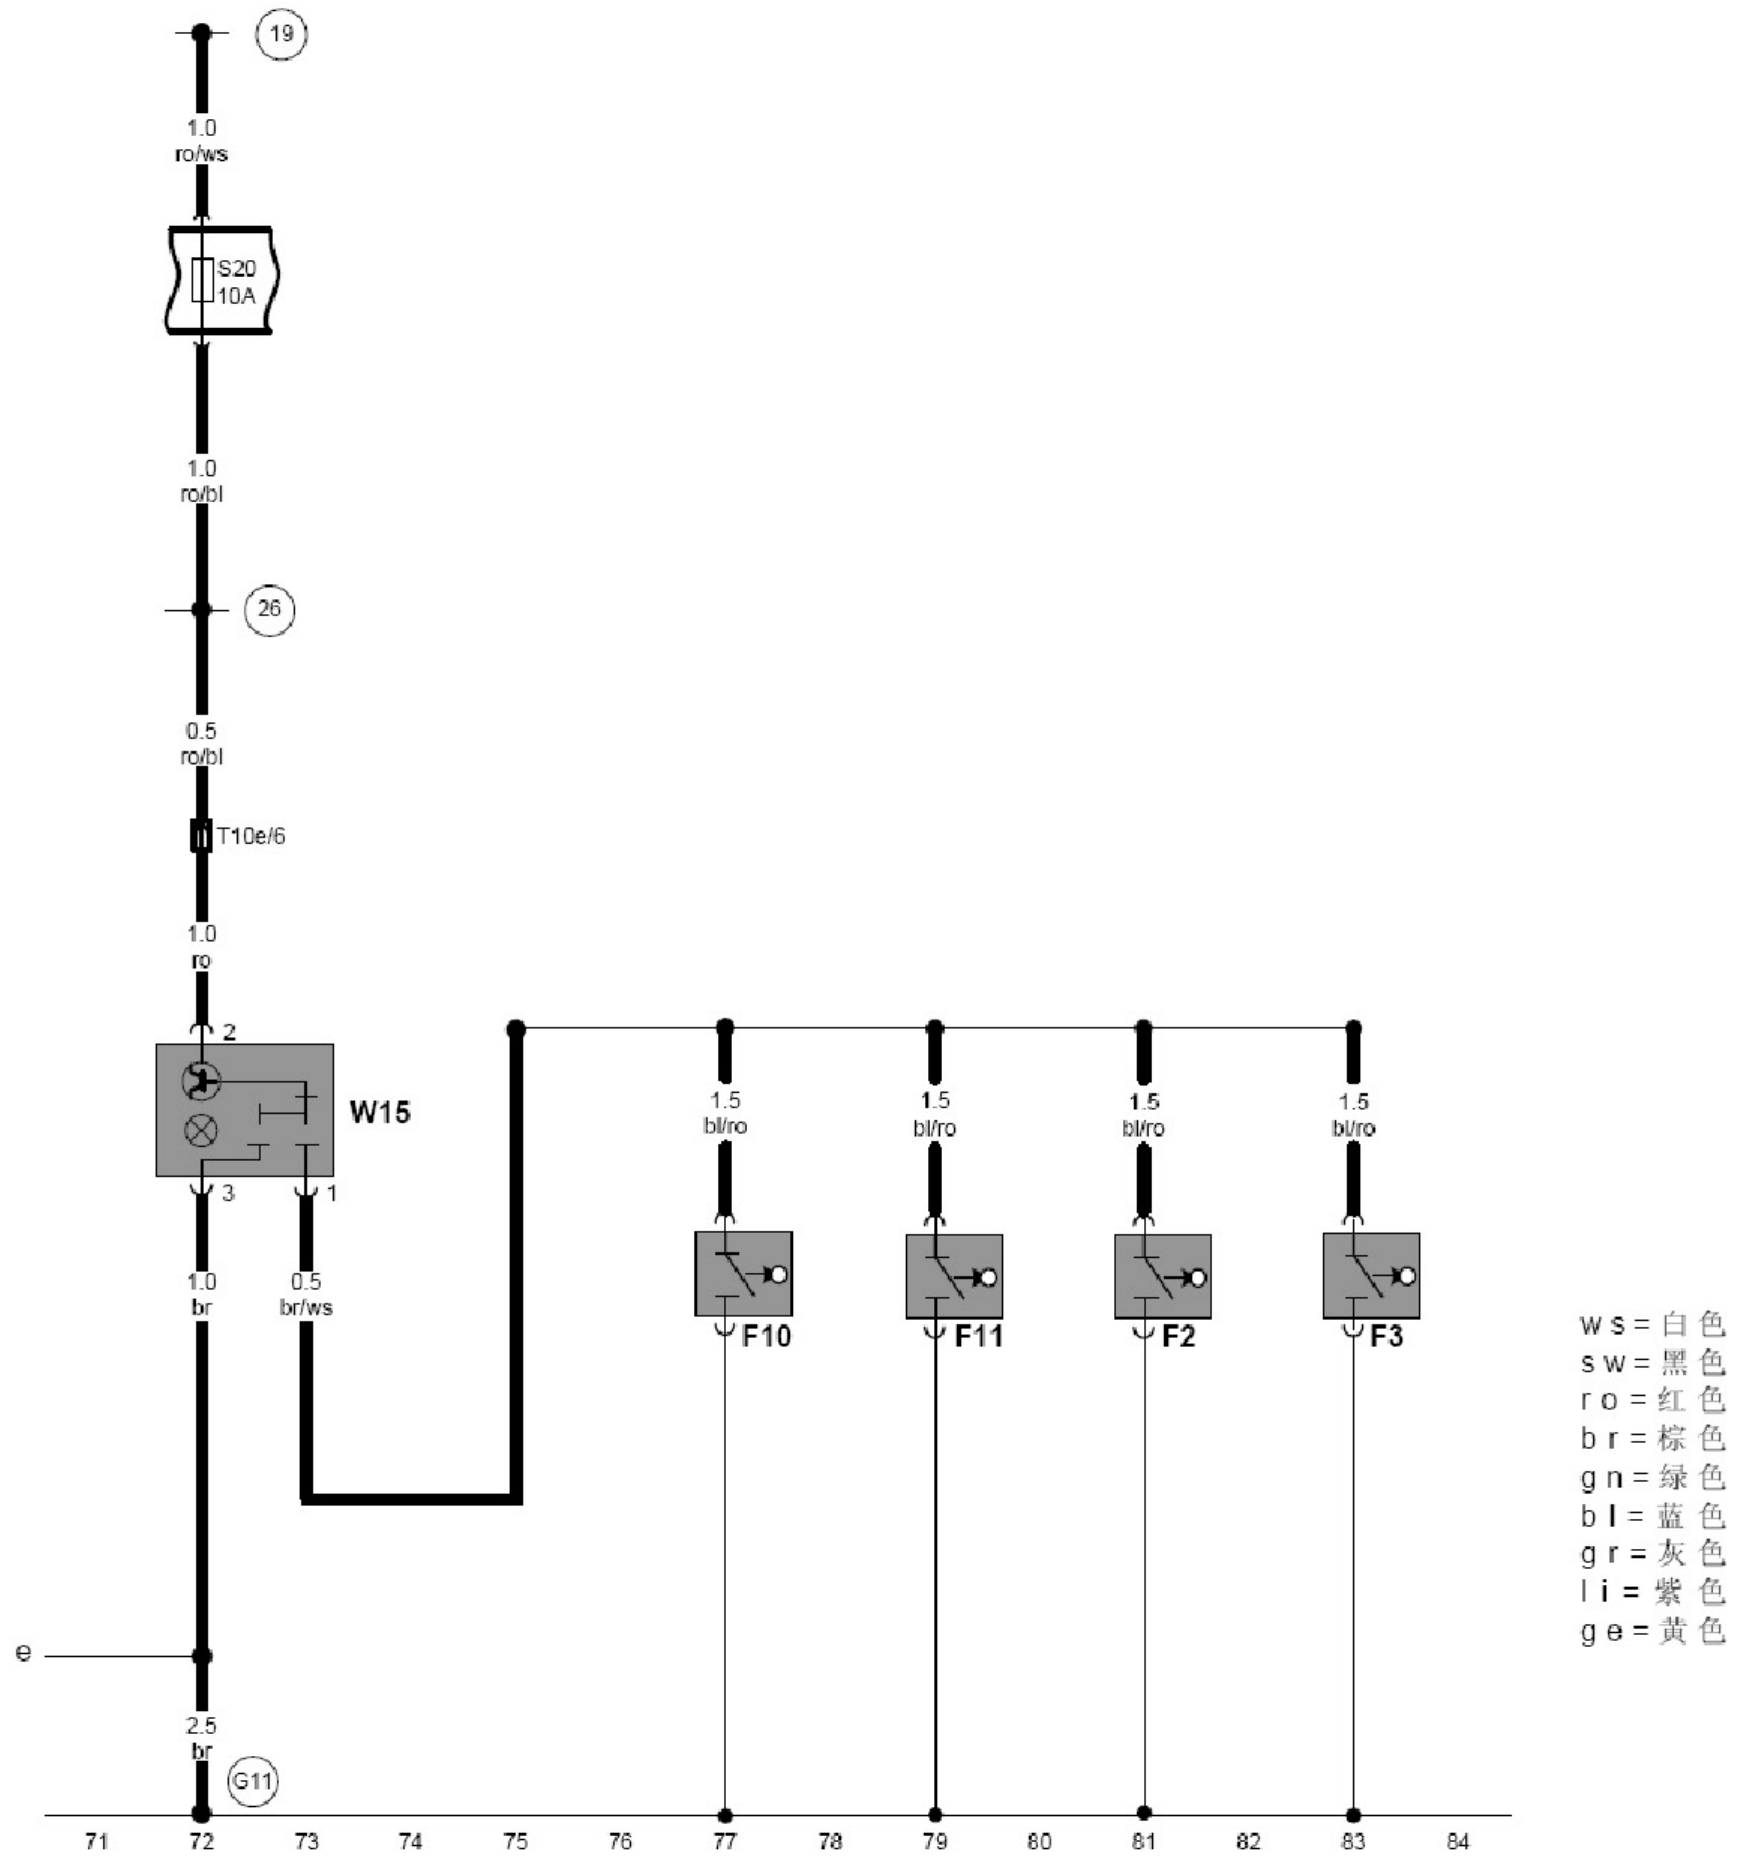 19
1.0
ro/ws
S20
10A
1.0
ro/bl
26
0.5
ro/bl
T10e/6
1.0
ro
2
W15
3
1
1.0
br
0.5
br/ws
1.5
bl/ro
1.5
bl/ro
1.5
bl/ro
1.5
bl/ro
F10
F11
F2
F3
ws=白色
sw=黑色
ro=红色
br=棕色
gn=绿色
bl=蓝色
gr=灰色
li=紫色
ge=黄色
e
2.5
br
G11
71 72 73 74 75 76 77 78 79 80 81 82 83 84